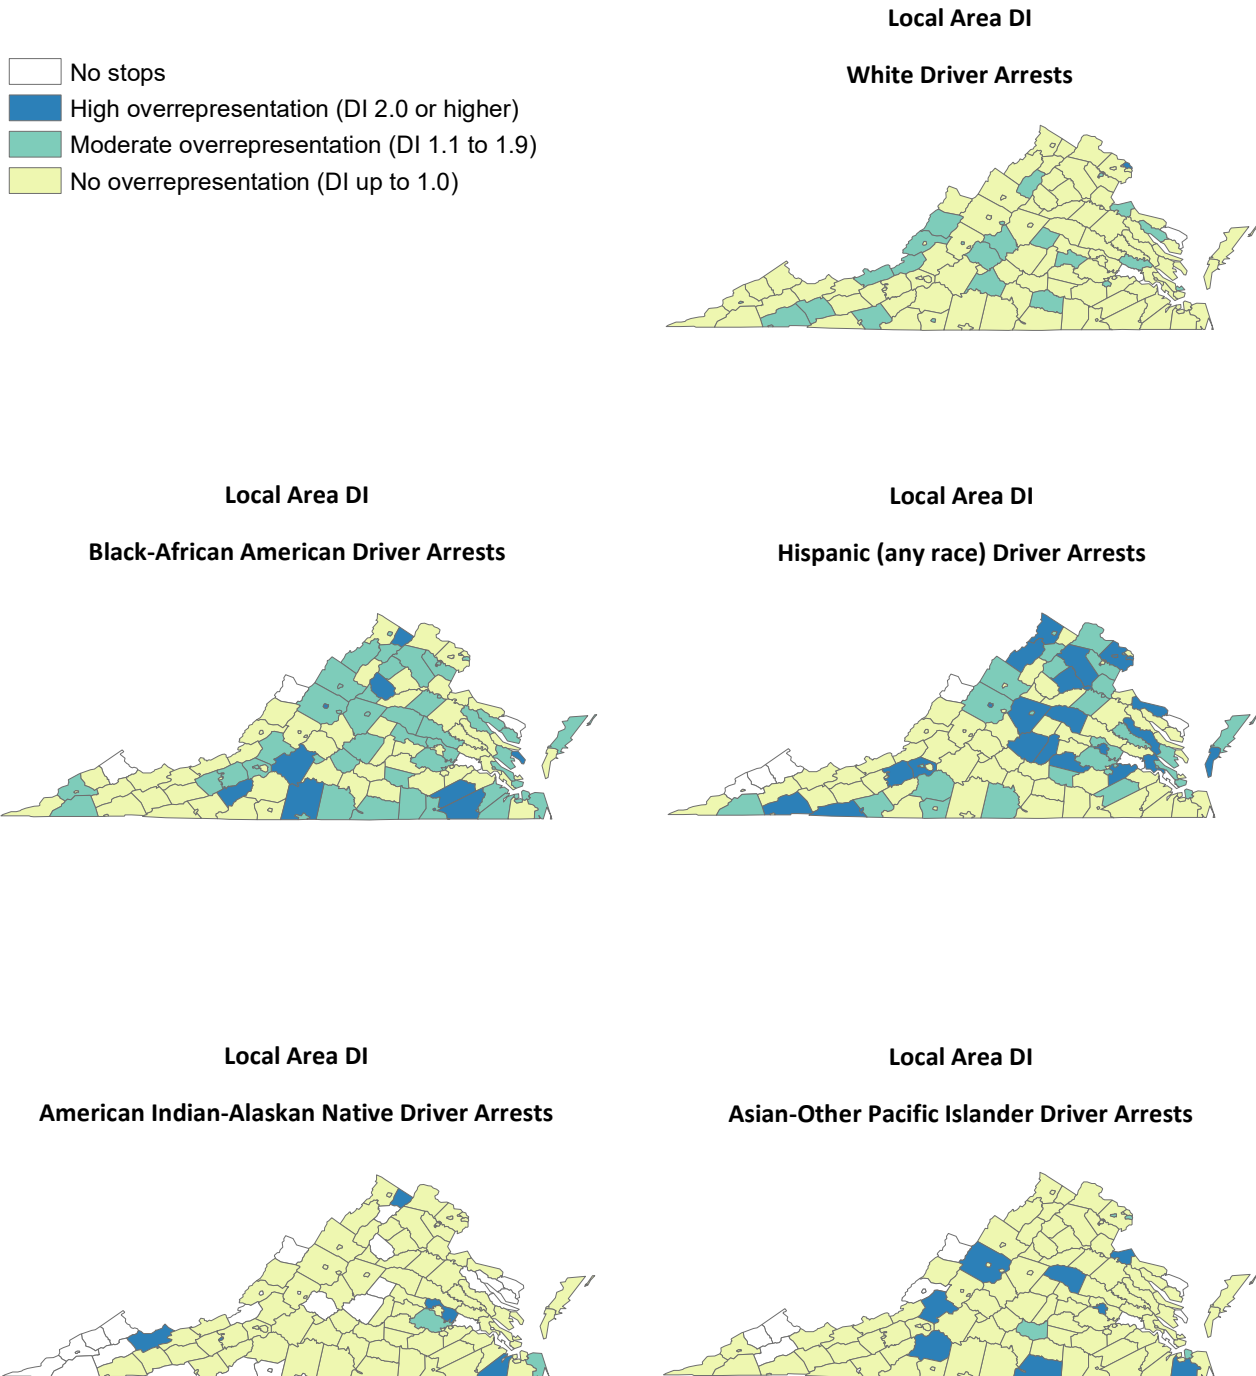 Local Area DI
White Driver Arrests
No stops
High overrepresentation (DI 2.0 or higher)
Moderate overrepresentation (DI 1.1 to 1.9)
No overrepresentation (DI up to 1.0)
Local Area DI
Black-African American Driver Arrests
Local Area DI
Hispanic (any race) Driver Arrests
Local Area DI
American Indian-Alaskan Native Driver Arrests
Local Area DI
Asian-Other Pacific Islander Driver Arrests